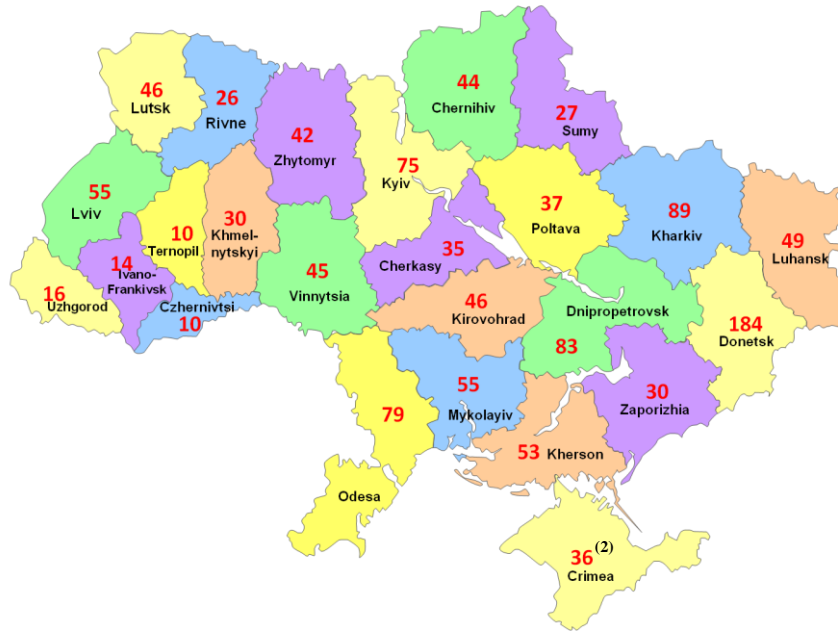 46
Lutsk
26
Rivne
42
Zhytomyr
75
Kyiv
44
Chernihiv
27
Sumy
55
Lviv
10
Ternopil
30
Khmel-
nytskyi
14
Ivano-
Frankivsk
16
Uzhgorod
Czhernivtsi
10
45
Vinnytsia
35
Cherkasy
37
Poltava
89
Kharkiv
49
Luhansk
46
Kirovohrad
Dnipropetrovsk
83
184
Donetsk
79
Odesa
55
Mykolayiv
53 Kherson
30
Zaporizhia
36 (2)
Crimea